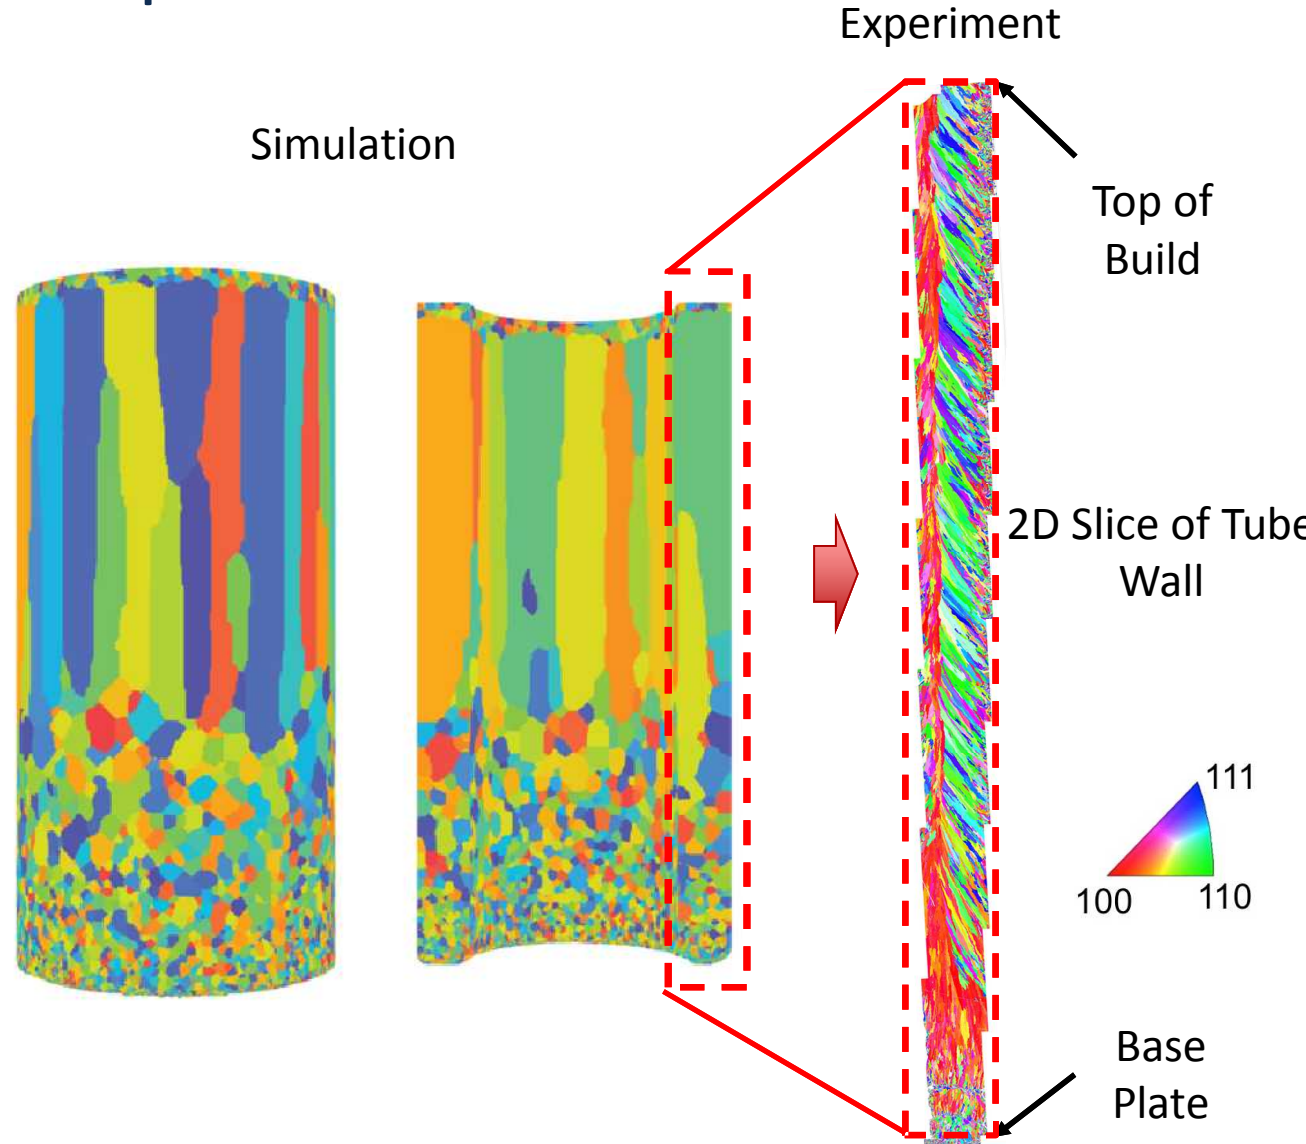 Experiment
Simulation
Top of
Build
2D Slice of Tube
Wall
111
100
110
Base
Plate